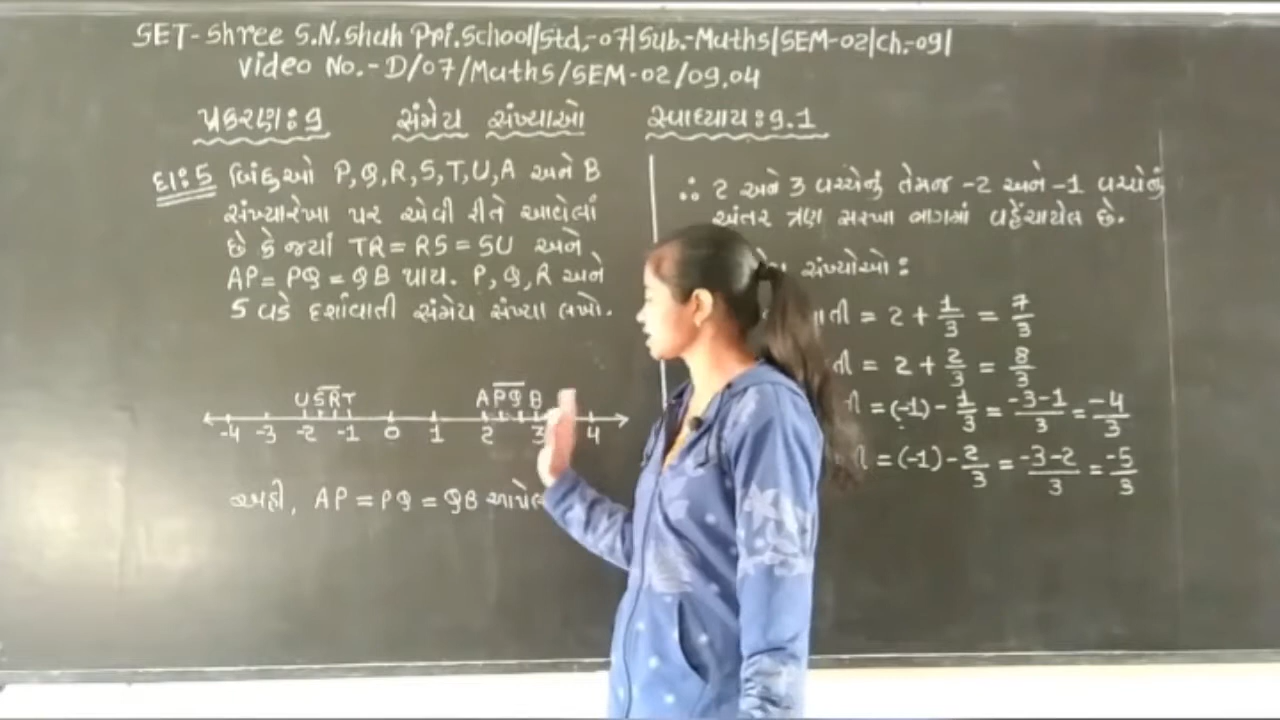 SET-Shree S.N.Shah Pri.School/Std.-07/Sub.-Maths/SEM-02/Ch.-09/
Video No.-D/07/Maths/SEM-02/09.04
પ્રકરણ:9 સંમેય સંખ્યાઓ સ્વાધ્યાય:9.1
દા:5 બિંદુઓ P,Q,R,S,T,U,A અને B
સંખ્યારેખા પર એવી રીતે આવેલાં
છે કે જ્યાં TR=RS=SU અને
AP=PQ=QB થાય. P,Q,R અને
S વડે દર્શાવાતી સંમેય સંખ્યા લખો.
U S R T A P Q B
-4 -3 -2 -1 0 1 2 3 4
અહી, AP=PQ=QB
∴ 2 અને 3 વચ્ચેનું તેમજ -2 અને -1 વચ્ચેનું
અંતર ત્રણ સરખા ભાગમાં વહેંચાયેલ છે.
સંખ્યોઓ:
= 2 + 1/3 = 7/3
= 2 + 2/3 = 8/3
= (-1) - 1/3 = -3-1/3 = -4/3
= (-1) - 2/3 = -3-2/3 = -5/3